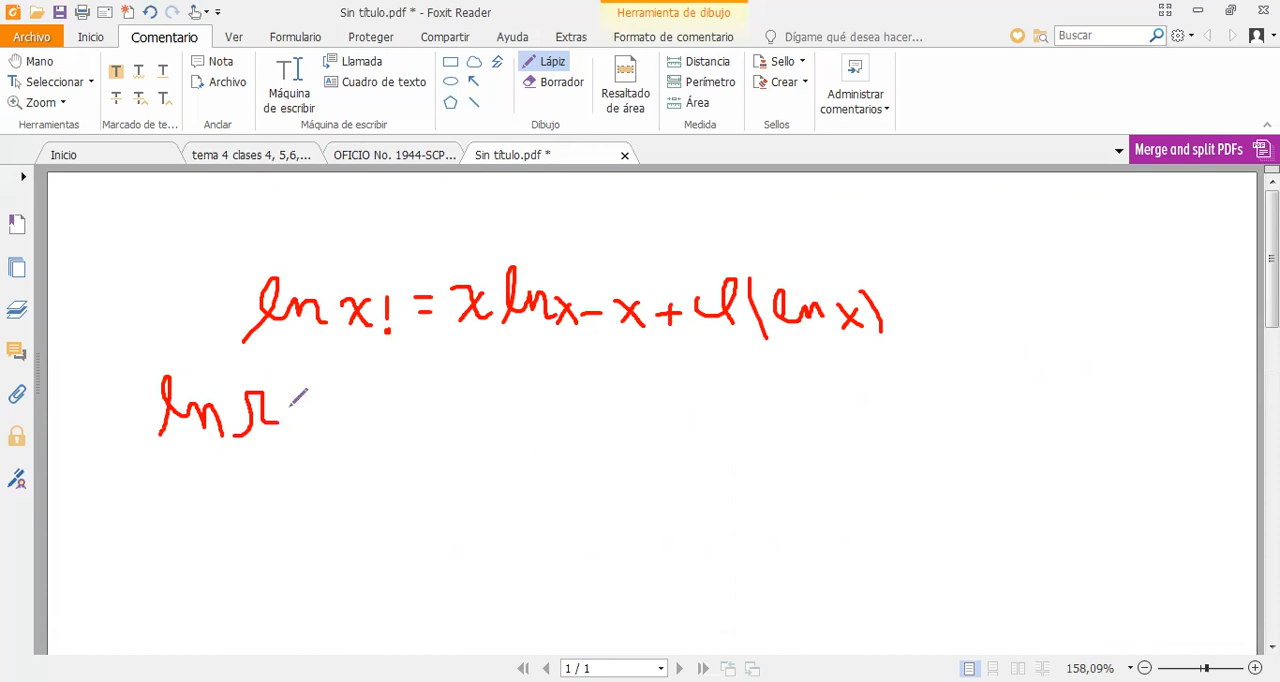 Sin título.pdf * - Foxit Reader
Herramienta de dibujo
Archivo Inicio Comentario Ver Formulario Proteger Compartir Ayuda Extras Formato de comentario Dígame qué desea hacer... Buscar
Mano
Seleccionar
Zoom
Herramientas
T T T
T T T
Marcado de te...
Nota
Archivo
Anclar
Máquina de escribir
Llamada
Cuadro de texto
Máquina de escribir
Lápiz
Borrador
Dibujo
Resaltado de área
Distancia
Perímetro
Área
Medida
Sello
Crear
Sellos
Administrar comentarios
Inicio tema 4 clases 4, 5,6,... OFICIO No. 1944-SCP... Sin título.pdf * Merge and split PDFs
ln x! = x ln x - x + (ln x)
ln Ω
1 / 1 158,09%